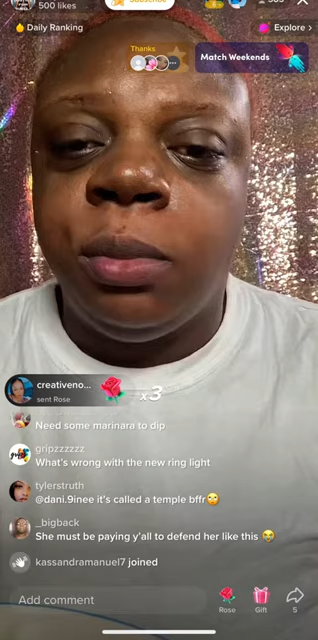 500 likes
Subscribe
Daily Ranking
Explore >
Thanks
Match Weekends
creativeno...
sent Rose
x3
Need some marinara to dip
gripzzzzzz
What's wrong with the new ring light
tylerstruth
@dani.9inee it's called a temple bffr🙄
_bigback
She must be paying y'all to defend her like this 😭
kassandramanuel7 joined
Add comment
Rose
Gift
5